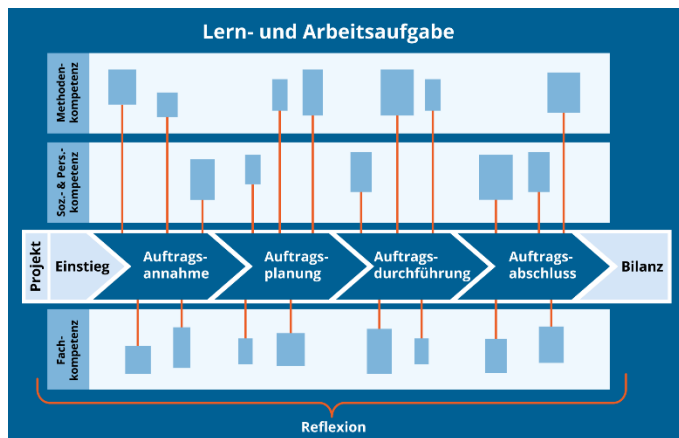 Lern- und Arbeitsaufgabe
Methoden-
kompetenz
Soz.- & Pers.-
kompetenz
Projekt
Einstieg
Auftrags-
annahme
Auftrags-
planung
Auftrags-
durchführung
Auftrags-
abschluss
Bilanz
Fach-
kompetenz
Reflexion